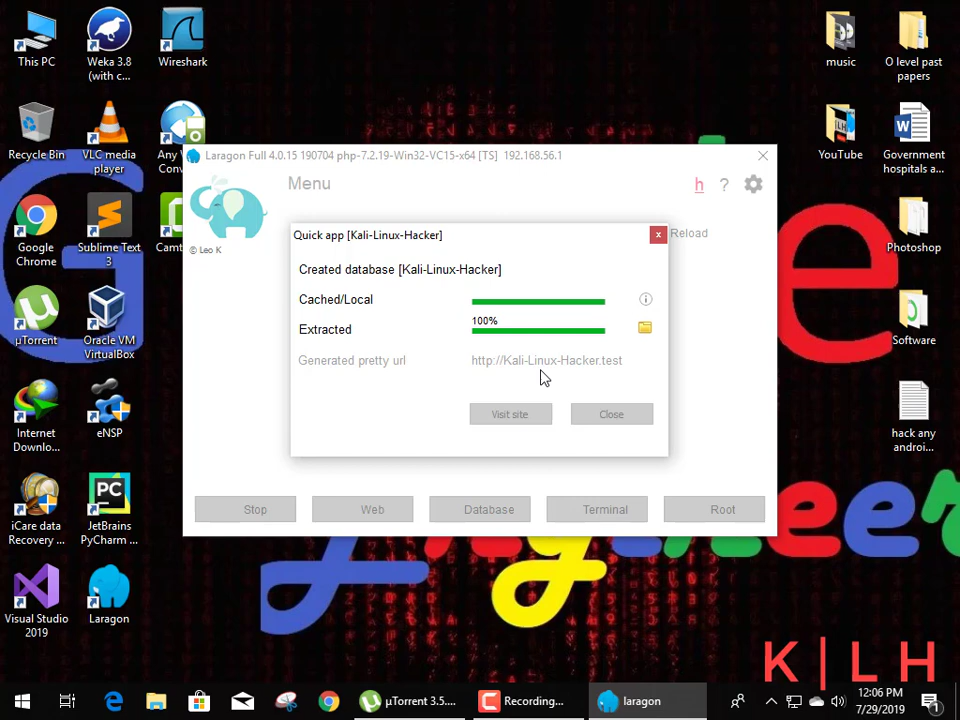 This PC
Weka 3.8
(with c...
Wireshark
music
O level past
papers
Recycle Bin
VLC media
player
Any
Conv
YouTube
Government
hospitals a...
Google
Chrome
Sublime Text
3
Camt
Photoshop
µTorrent
Oracle VM
VirtualBox
Software
Internet
Downlo...
eNSP
hack any
androi...
iCare data
Recovery ...
JetBrains
PyCharm ...
Visual Studio
2019
Laragon
Laragon Full 4.0.15 190704 php-7.2.19-Win32-VC15-x64 [TS] 192.168.56.1
Menu
h ?
© Leo K
Reload
Quick app [Kali-Linux-Hacker]
x
Created database [Kali-Linux-Hacker]
Cached/Local
100%
Extracted
Generated pretty url http://Kali-Linux-Hacker.test
Visit site Close
Stop Web Database Terminal Root
K | L H
µTorrent 3.5....
Recording...
laragon
12:06 PM
7/29/2019
1